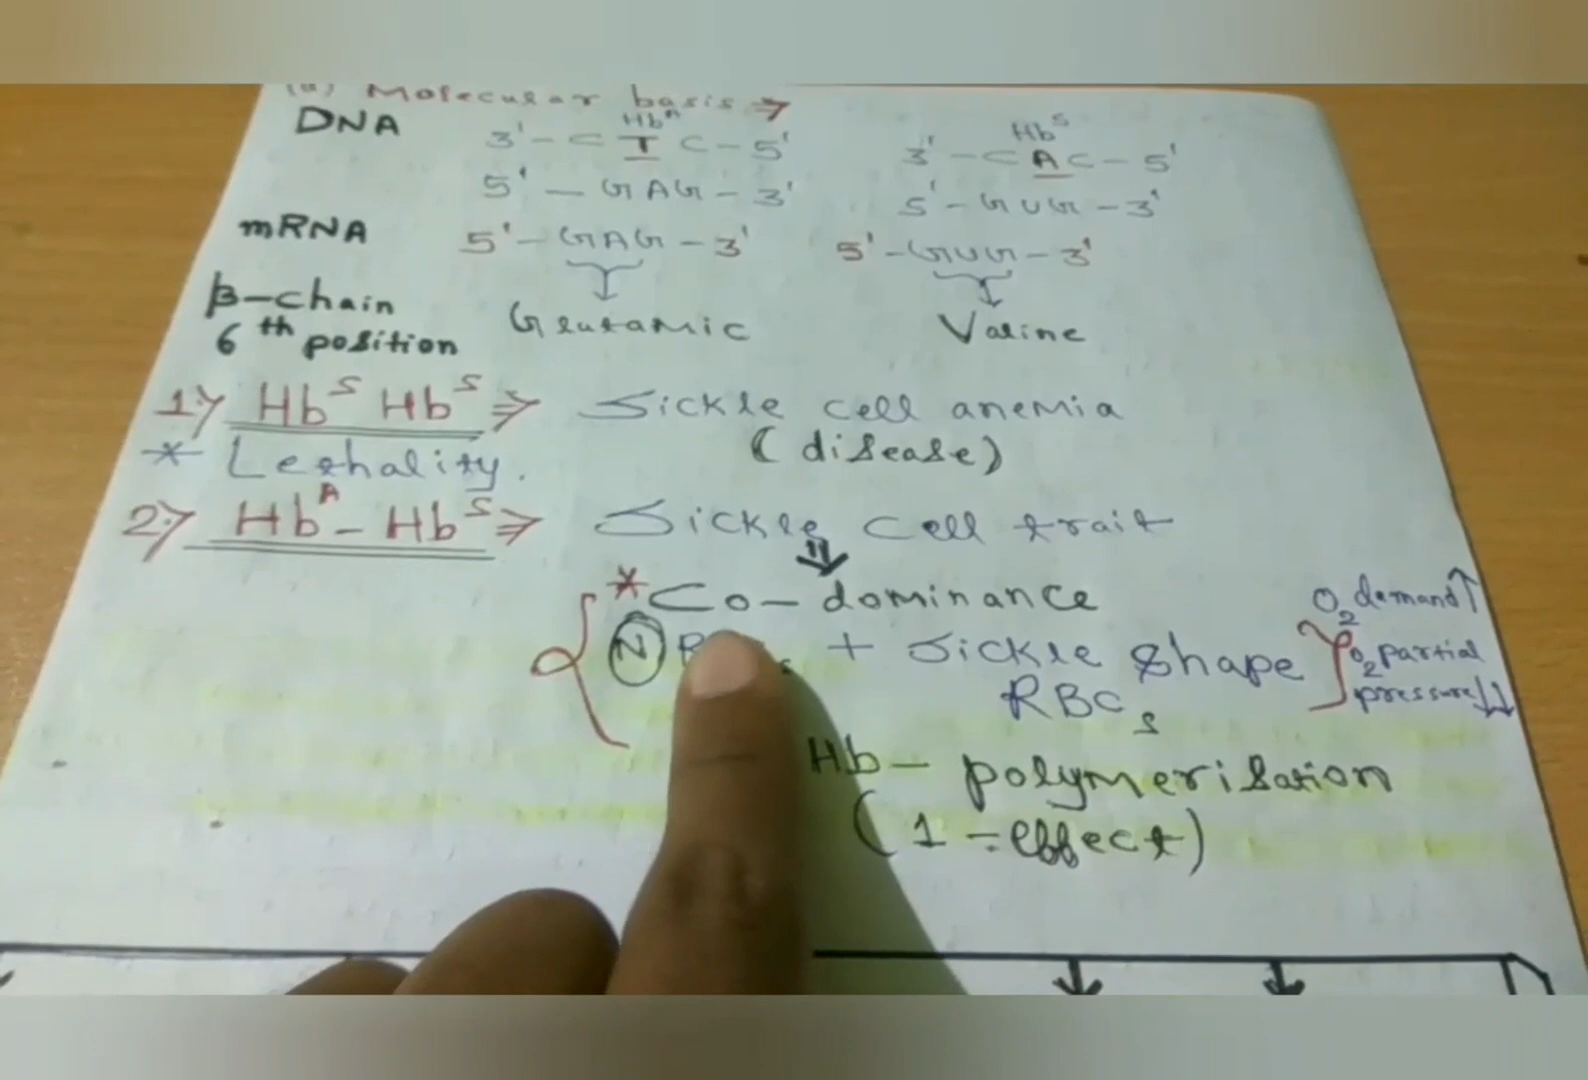 (a) Molecular basis ⇒
DNA
Hbᴬ
3' - C T C - 5'
5' - GAG - 3'
Hbˢ
3' - C A C - 5'
5' - GUG - 3'
mRNA 5' - GAG - 3' 5' - GUG - 3'
β-chain
6th position Glutamic Valine
1.) Hbˢ Hbˢ ⇒ Sickle cell anemia
(disease)
* Lethality.
2.) Hbᴬ - Hbˢ ⇒ Sickle cell trait
* Co-dominance
N + Sickle shape
RBCs
O₂ demand ↑
O₂ partial
pressure ↓↓
Hb - polymerisation
(1 - effect)